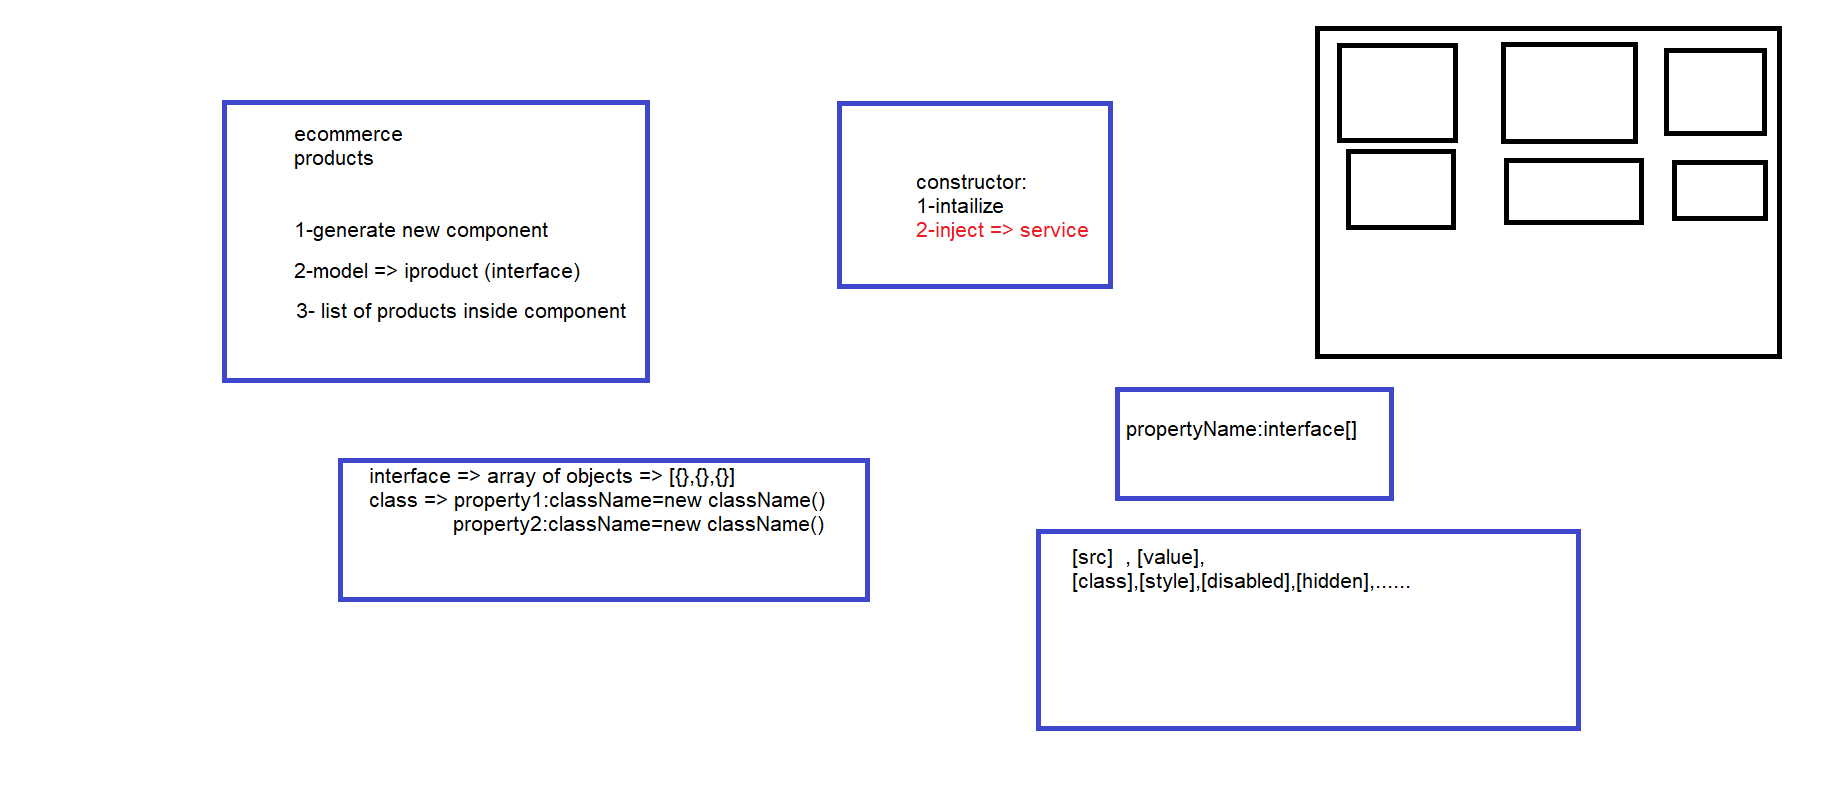 ecommerce
products
1-generate new component
2-model => iproduct (interface)
3- list of products inside component
constructor:
1-intailize
2-inject => service
propertyName:interface[]
interface => array of objects => [{},{},{}]
class => property1:className=new className()
property2:className=new className()
[src]  , [value],
[class],[style],[disabled],[hidden],......